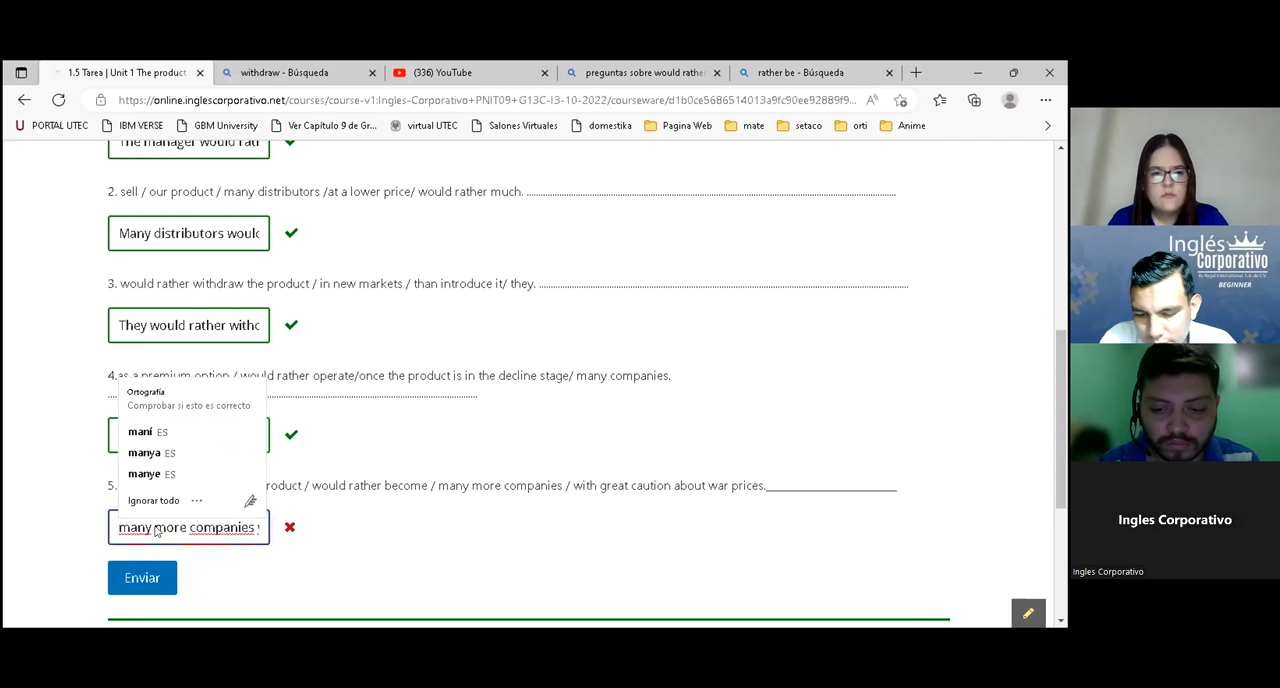 1.5 Tarea | Unit 1 The product
withdraw - Búsqueda
(336) YouTube
preguntas sobre would rather
rather be - Búsqueda
https://online.inglescorporativo.net/courses/course-v1:Ingles-Corporativo+PNIT09+G13C-I3-10-2022/courseware/d1b0ce5686514013a9fc90ee92889f9...
PORTAL UTEC
IBM VERSE
GBM University
Ver Capítulo 9 de Gr...
virtual UTEC
Salones Virtuales
domestika
Pagina Web
mate
setaco
orti
Anime
The manager would rath
2. sell / our product / many distributors /at a lower price/ would rather much.
Many distributors would
3. would rather withdraw the product / in new markets / than introduce it/ they.
They would rather withd
4.as a premium option / would rather operate/once the product is in the decline stage/ many companies.
Ortografía
Comprobar si esto es correcto
maní ES
manya ES
manye ES
Ignorar todo ...
5. roduct / would rather become / many more companies / with great caution about war prices.
many more companies
Enviar
Inglés
Corporativo
By Regal International, S.A. de C.V.
BEGINNER
Ingles Corporativo
Ingles Corporativo